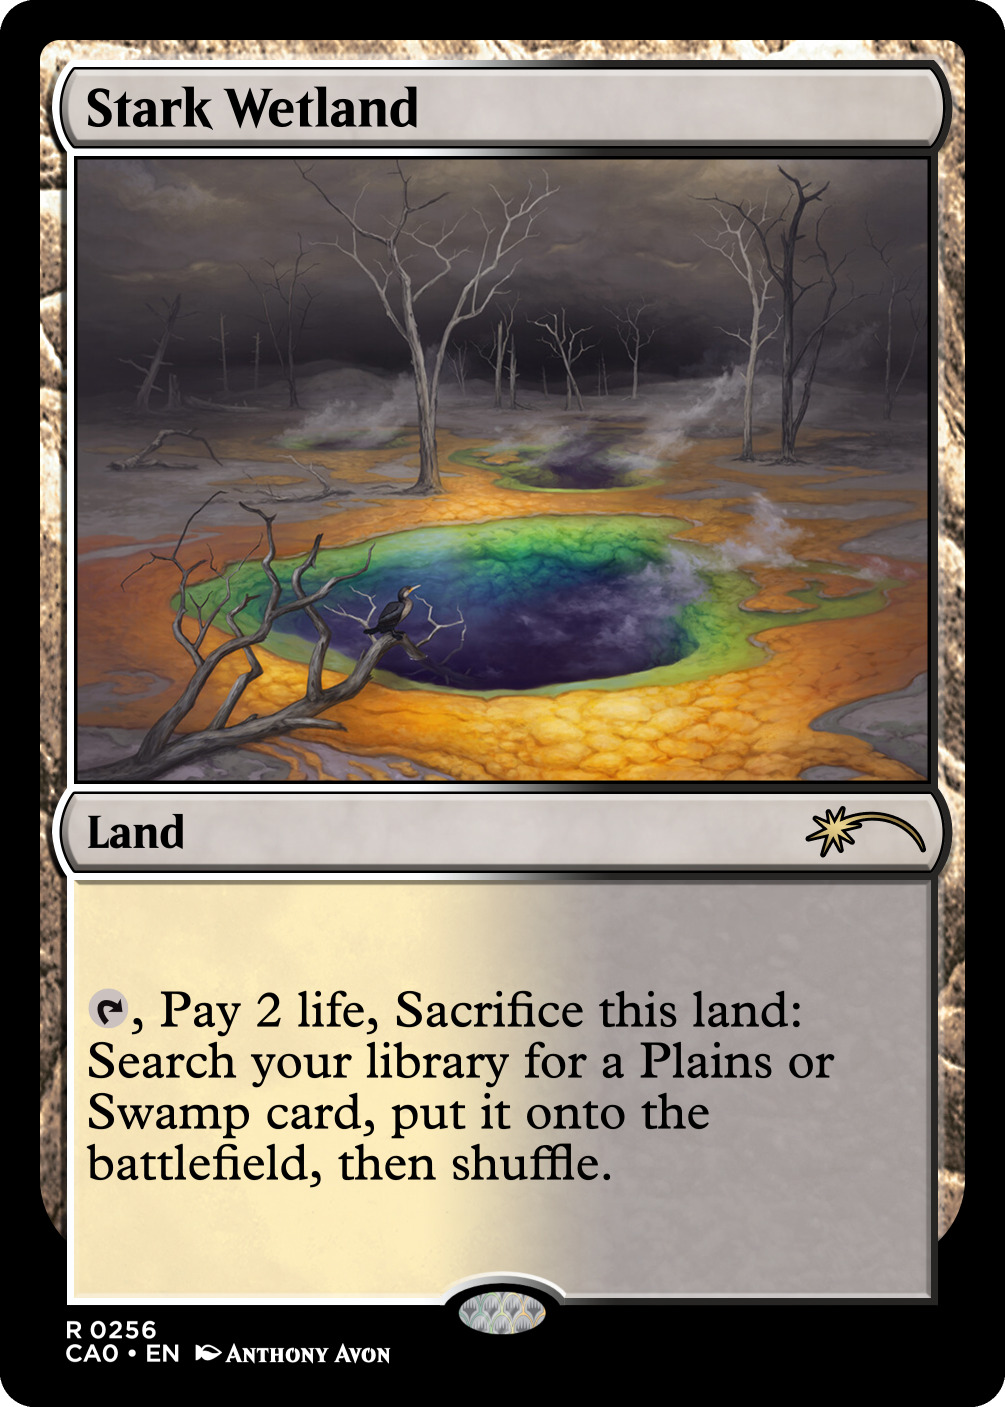 Stark Wetland
Land
, Pay 2 life, Sacrifice this land:
Search your library for a Plains or
Swamp card, put it onto the
battlefield, then shuffle.
R 0256
CAO • EN Anthony Avon